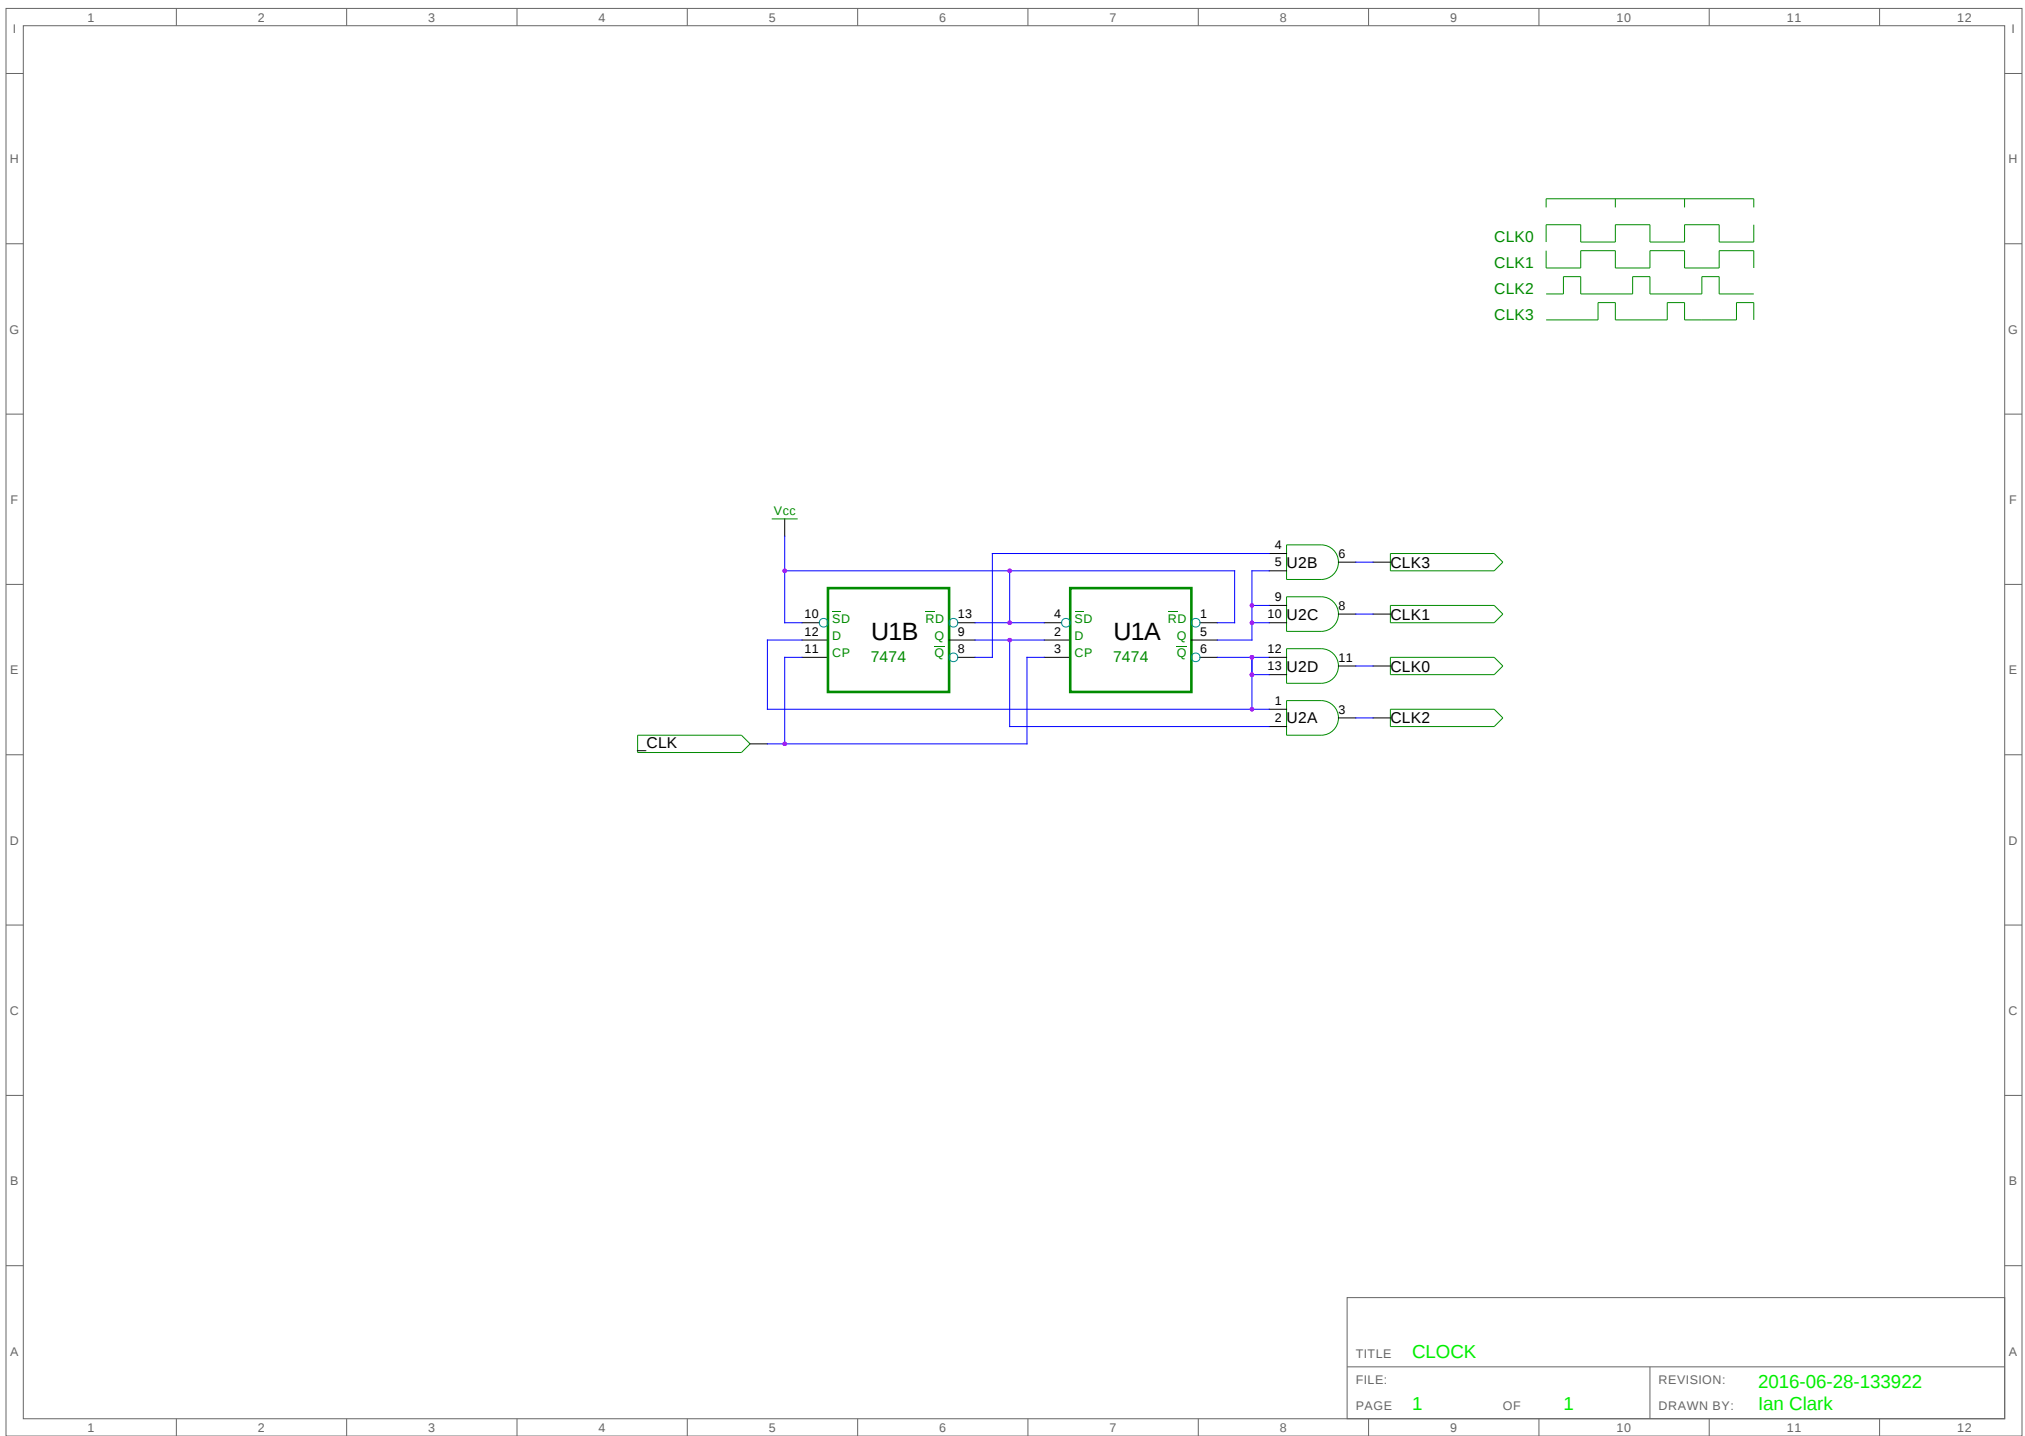 1 2 3 4 5 6 7 8 9 10 11 12
I I
H H
CLK0
CLK1
CLK2
CLK3
G G
F F
Vcc
4 5 U2B 6 CLK3
9 10 U2C 8 CLK1
10 SD RD 13 4 SD RD 1
12 D U1B Q 9 2 D U1A Q 5
11 CP 7474 Q 8 3 CP 7474 Q 6
12 13 U2D 11 CLK0
E E
1 2 U2A 3 CLK2
_CLK
D D
C C
B B
A A
TITLE CLOCK
FILE: REVISION: 2016-06-28-133922
PAGE 1 OF 1 DRAWN BY: Ian Clark
1 2 3 4 5 6 7 8 9 10 11 12